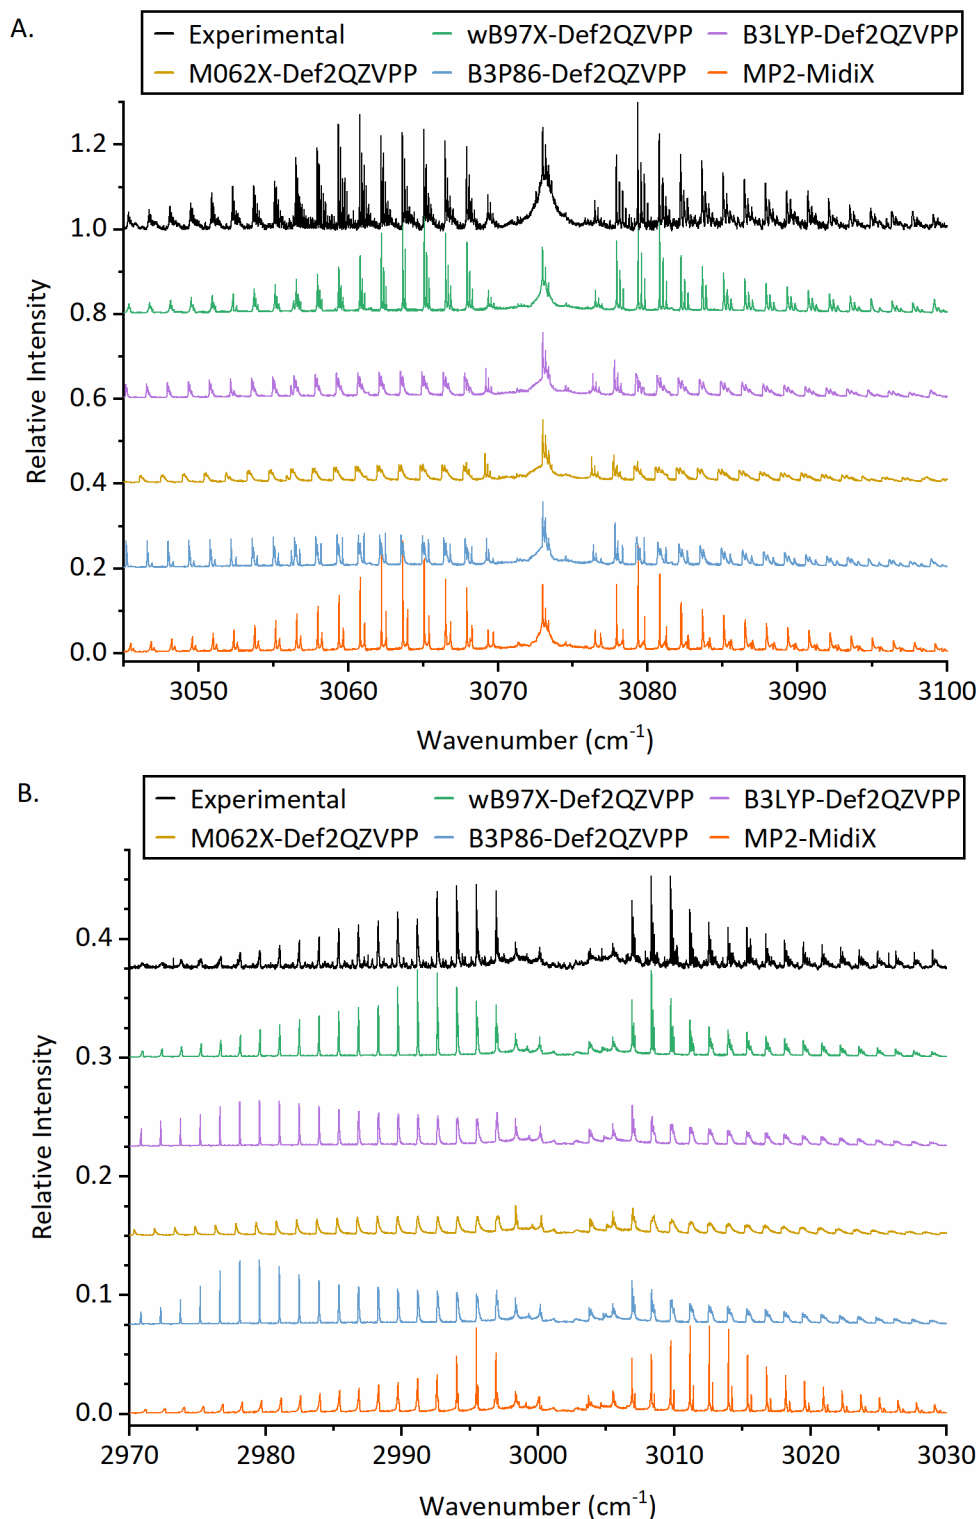 A.
Experimental wB97X-Def2QZVPP B3LYP-Def2QZVPP
M062X-Def2QZVPP B3P86-Def2QZVPP MP2-MidiX
1.2
1.0
0.8
0.6
0.4
0.2
0.0
Relative Intensity
3050 3060 3070 3080 3090 3100
Wavenumber (cm-1)
B.
Experimental wB97X-Def2QZVPP B3LYP-Def2QZVPP
M062X-Def2QZVPP B3P86-Def2QZVPP MP2-MidiX
0.4
0.3
0.2
0.1
0.0
Relative Intensity
2970 2980 2990 3000 3010 3020 3030
Wavenumber (cm-1)